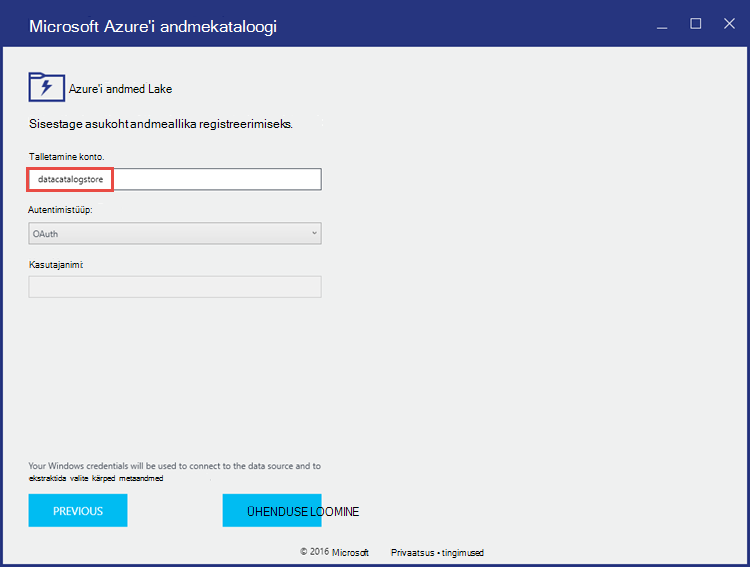 Microsoft Azure'i andmekataloogi
Azure'i andmed Lake
Sisestage asukoht andmeallika registreerimiseks.
Talletamine konto.
datacatalogstore
Autentimistüüp:
OAuth
Kasutajanimi:
Your Windows credentials will be used to connect to the data source and to
ekstraktida valite kärped metaandmed
PREVIOUS ÜHENDUSE LOOMINE
© 2016 Microsoft Privaatsus • tingimused